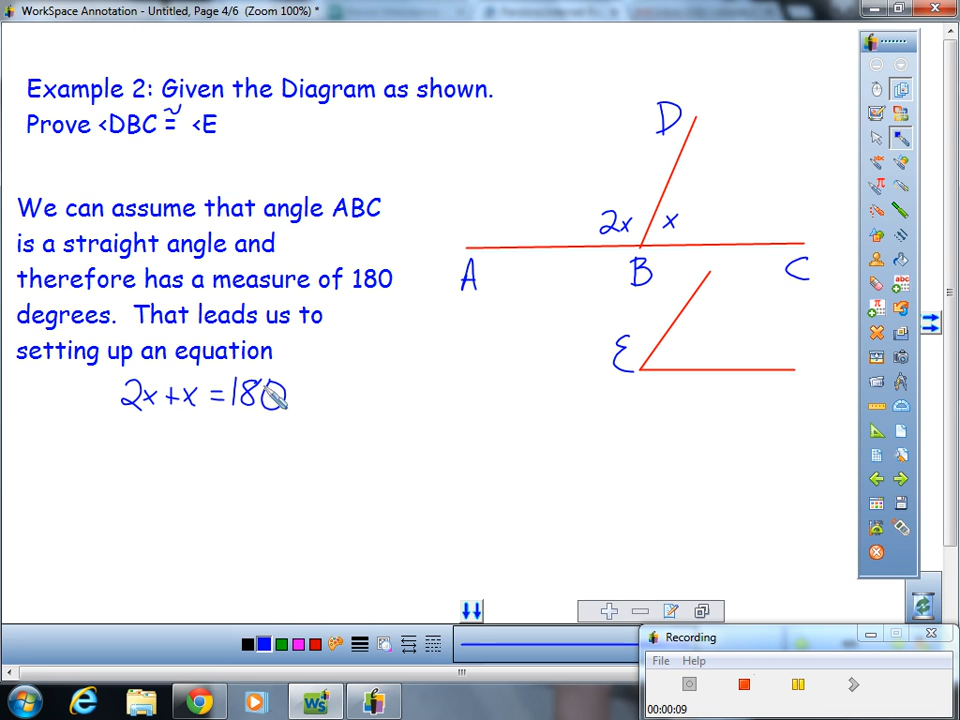 WorkSpace Annotation - Untitled, Page 4/6 (Zoom 100%) *
Example 2: Given the Diagram as shown.
Prove <DBC ≅ <E
D
We can assume that angle ABC
is a straight angle and
therefore has a measure of 180
degrees. That leads us to
setting up an equation
2x + x = 180
2x x
A B C
E
Recording
File Help
00:00:09